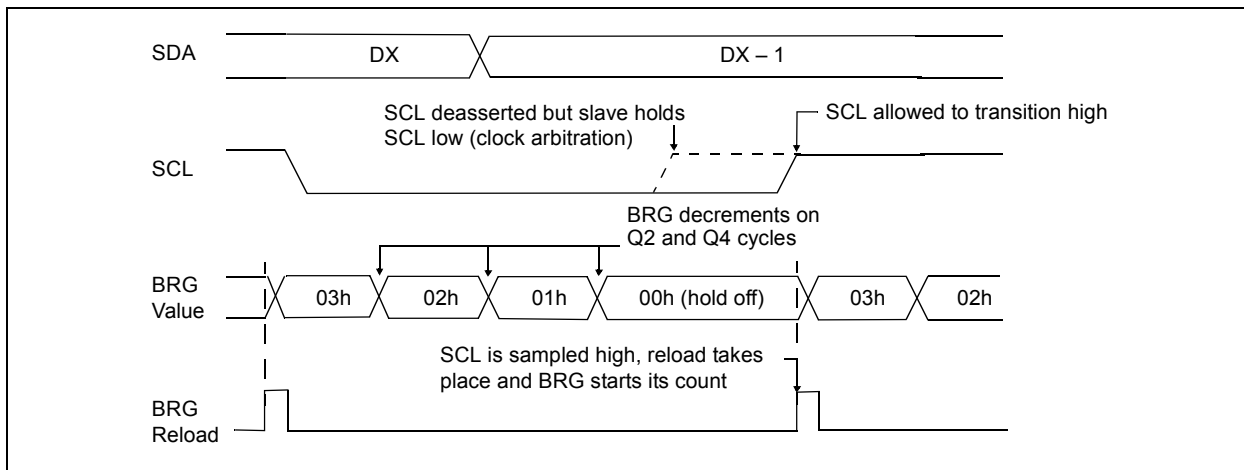 SDA
DX
DX – 1
SCL deasserted but slave holds
SCL low (clock arbitration)
SCL allowed to transition high
SCL
BRG decrements on
Q2 and Q4 cycles
BRG
Value
03h
02h
01h
00h (hold off)
03h
02h
SCL is sampled high, reload takes
place and BRG starts its count
BRG
Reload